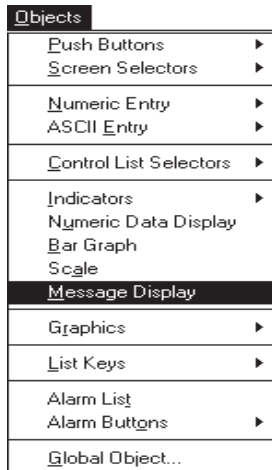 Objects
Push Buttons
Screen Selectors
Numeric Entry
ASCII Entry
Control List Selectors
Indicators
Numeric Data Display
Bar Graph
Scale
Message Display
Graphics
List Keys
Alarm List
Alarm Buttons
Global Object...